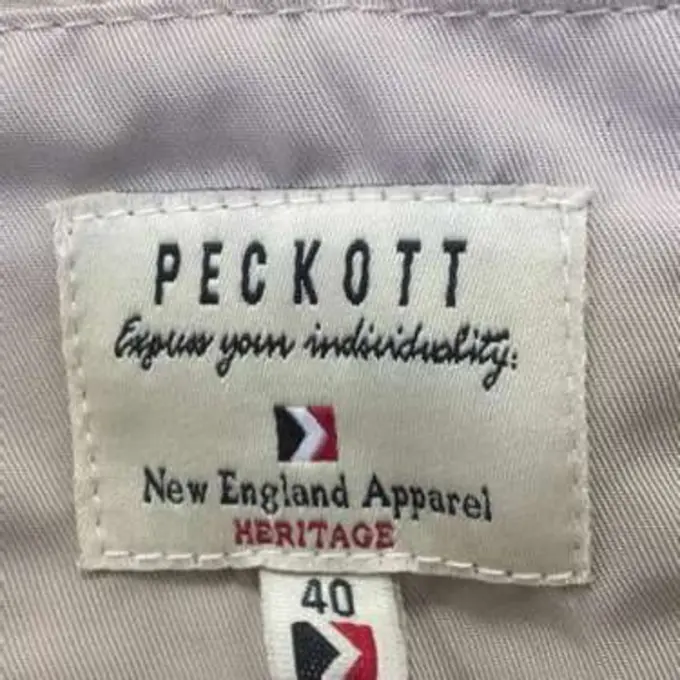 PECKOTT
Express your individuality:
New England Apparel
HERITAGE
40